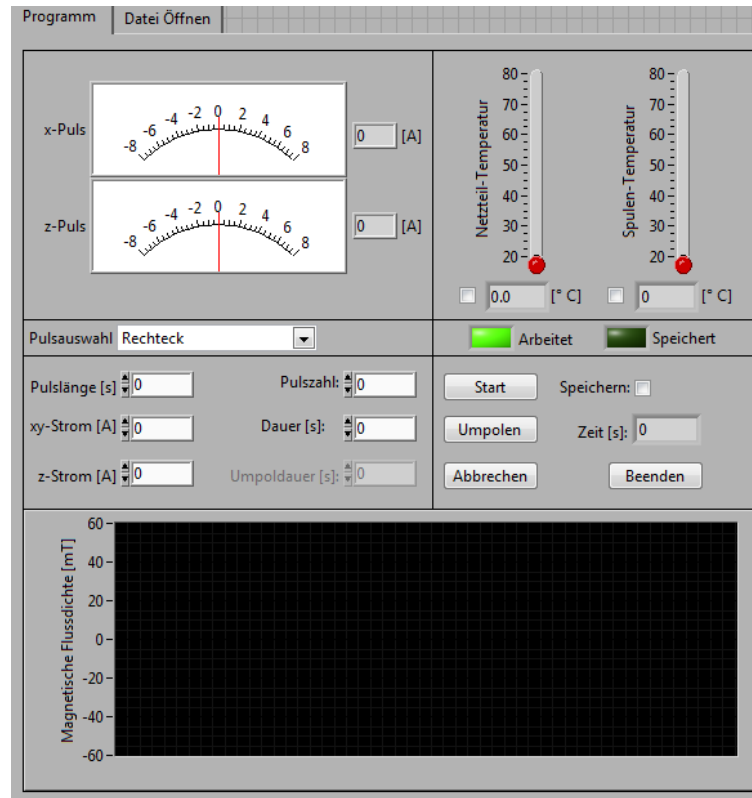 Programm Datei Öffnen
x-Puls
-8 -6 -4 -2 0 2 4 6 8
0 [A]
z-Puls
-8 -6 -4 -2 0 2 4 6 8
0 [A]
Netzteil-Temperatur
80
70
60
50
40
30
20
0.0 [° C]
Spulen-Temperatur
80
70
60
50
40
30
20
0 [° C]
Pulsauswahl Rechteck
Arbeitet Speichert
Pulslänge [s] 0 Pulszahl: 0
xy-Strom [A] 0 Dauer [s]: 0
z-Strom [A] 0 Umpoldauer [s]: 0
Start Speichern:
Umpolen Zeit [s]: 0
Abbrechen Beenden
Magnetische Flussdichte [mT]
60
40
20
0
-20
-40
-60